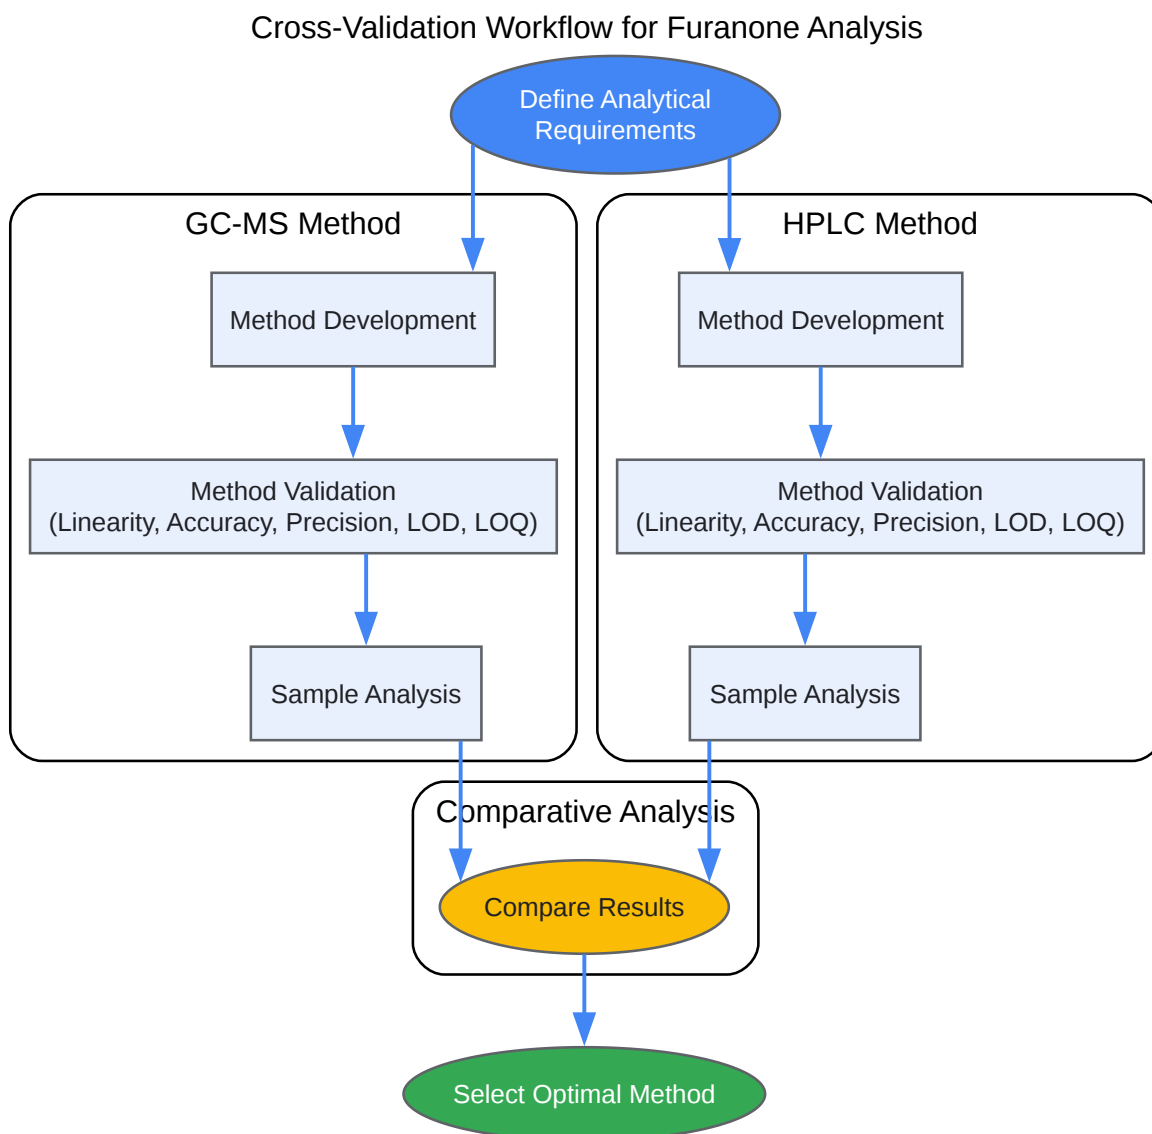 Cross-Validation Workflow for Furanone Analysis
Define Analytical
Requirements
GC-MS Method
Method Development
Method Validation
(Linearity, Accuracy, Precision, LOD, LOQ)
Sample Analysis
HPLC Method
Method Development
Method Validation
(Linearity, Accuracy, Precision, LOD, LOQ)
Sample Analysis
Comparative Analysis
Compare Results
Select Optimal Method